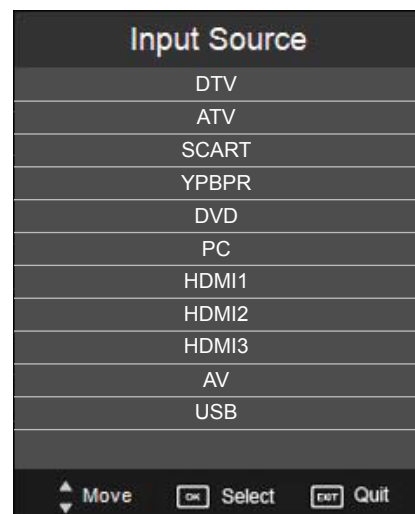 Input Source
DTV
ATV
SCART
YPBPR
DVD
PC
HDMI1
HDMI2
HDMI3
AV
USB
Move OK Select EXIT Quit